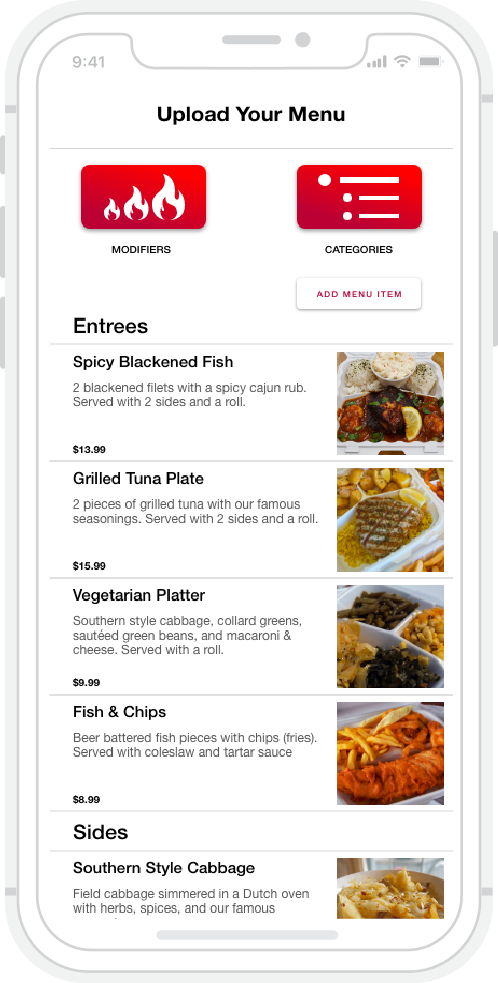 9:41
Upload Your Menu
MODIFIERS
CATEGORIES
ADD MENU ITEM
Entrees
Spicy Blackened Fish
2 blackened filets with a spicy cajun rub.
Served with 2 sides and a roll.
$13.99
Grilled Tuna Plate
2 pieces of grilled tuna with our famous
seasonings. Served with 2 sides and a roll.
$15.99
Vegetarian Platter
Southern style cabbage, collard greens,
sautéed green beans, and macaroni &
cheese. Served with a roll.
$9.99
Fish & Chips
Beer battered fish pieces with chips (fries).
Served with coleslaw and tartar sauce
$8.99
Sides
Southern Style Cabbage
Field cabbage simmered in a Dutch oven
with herbs, spices, and our famous